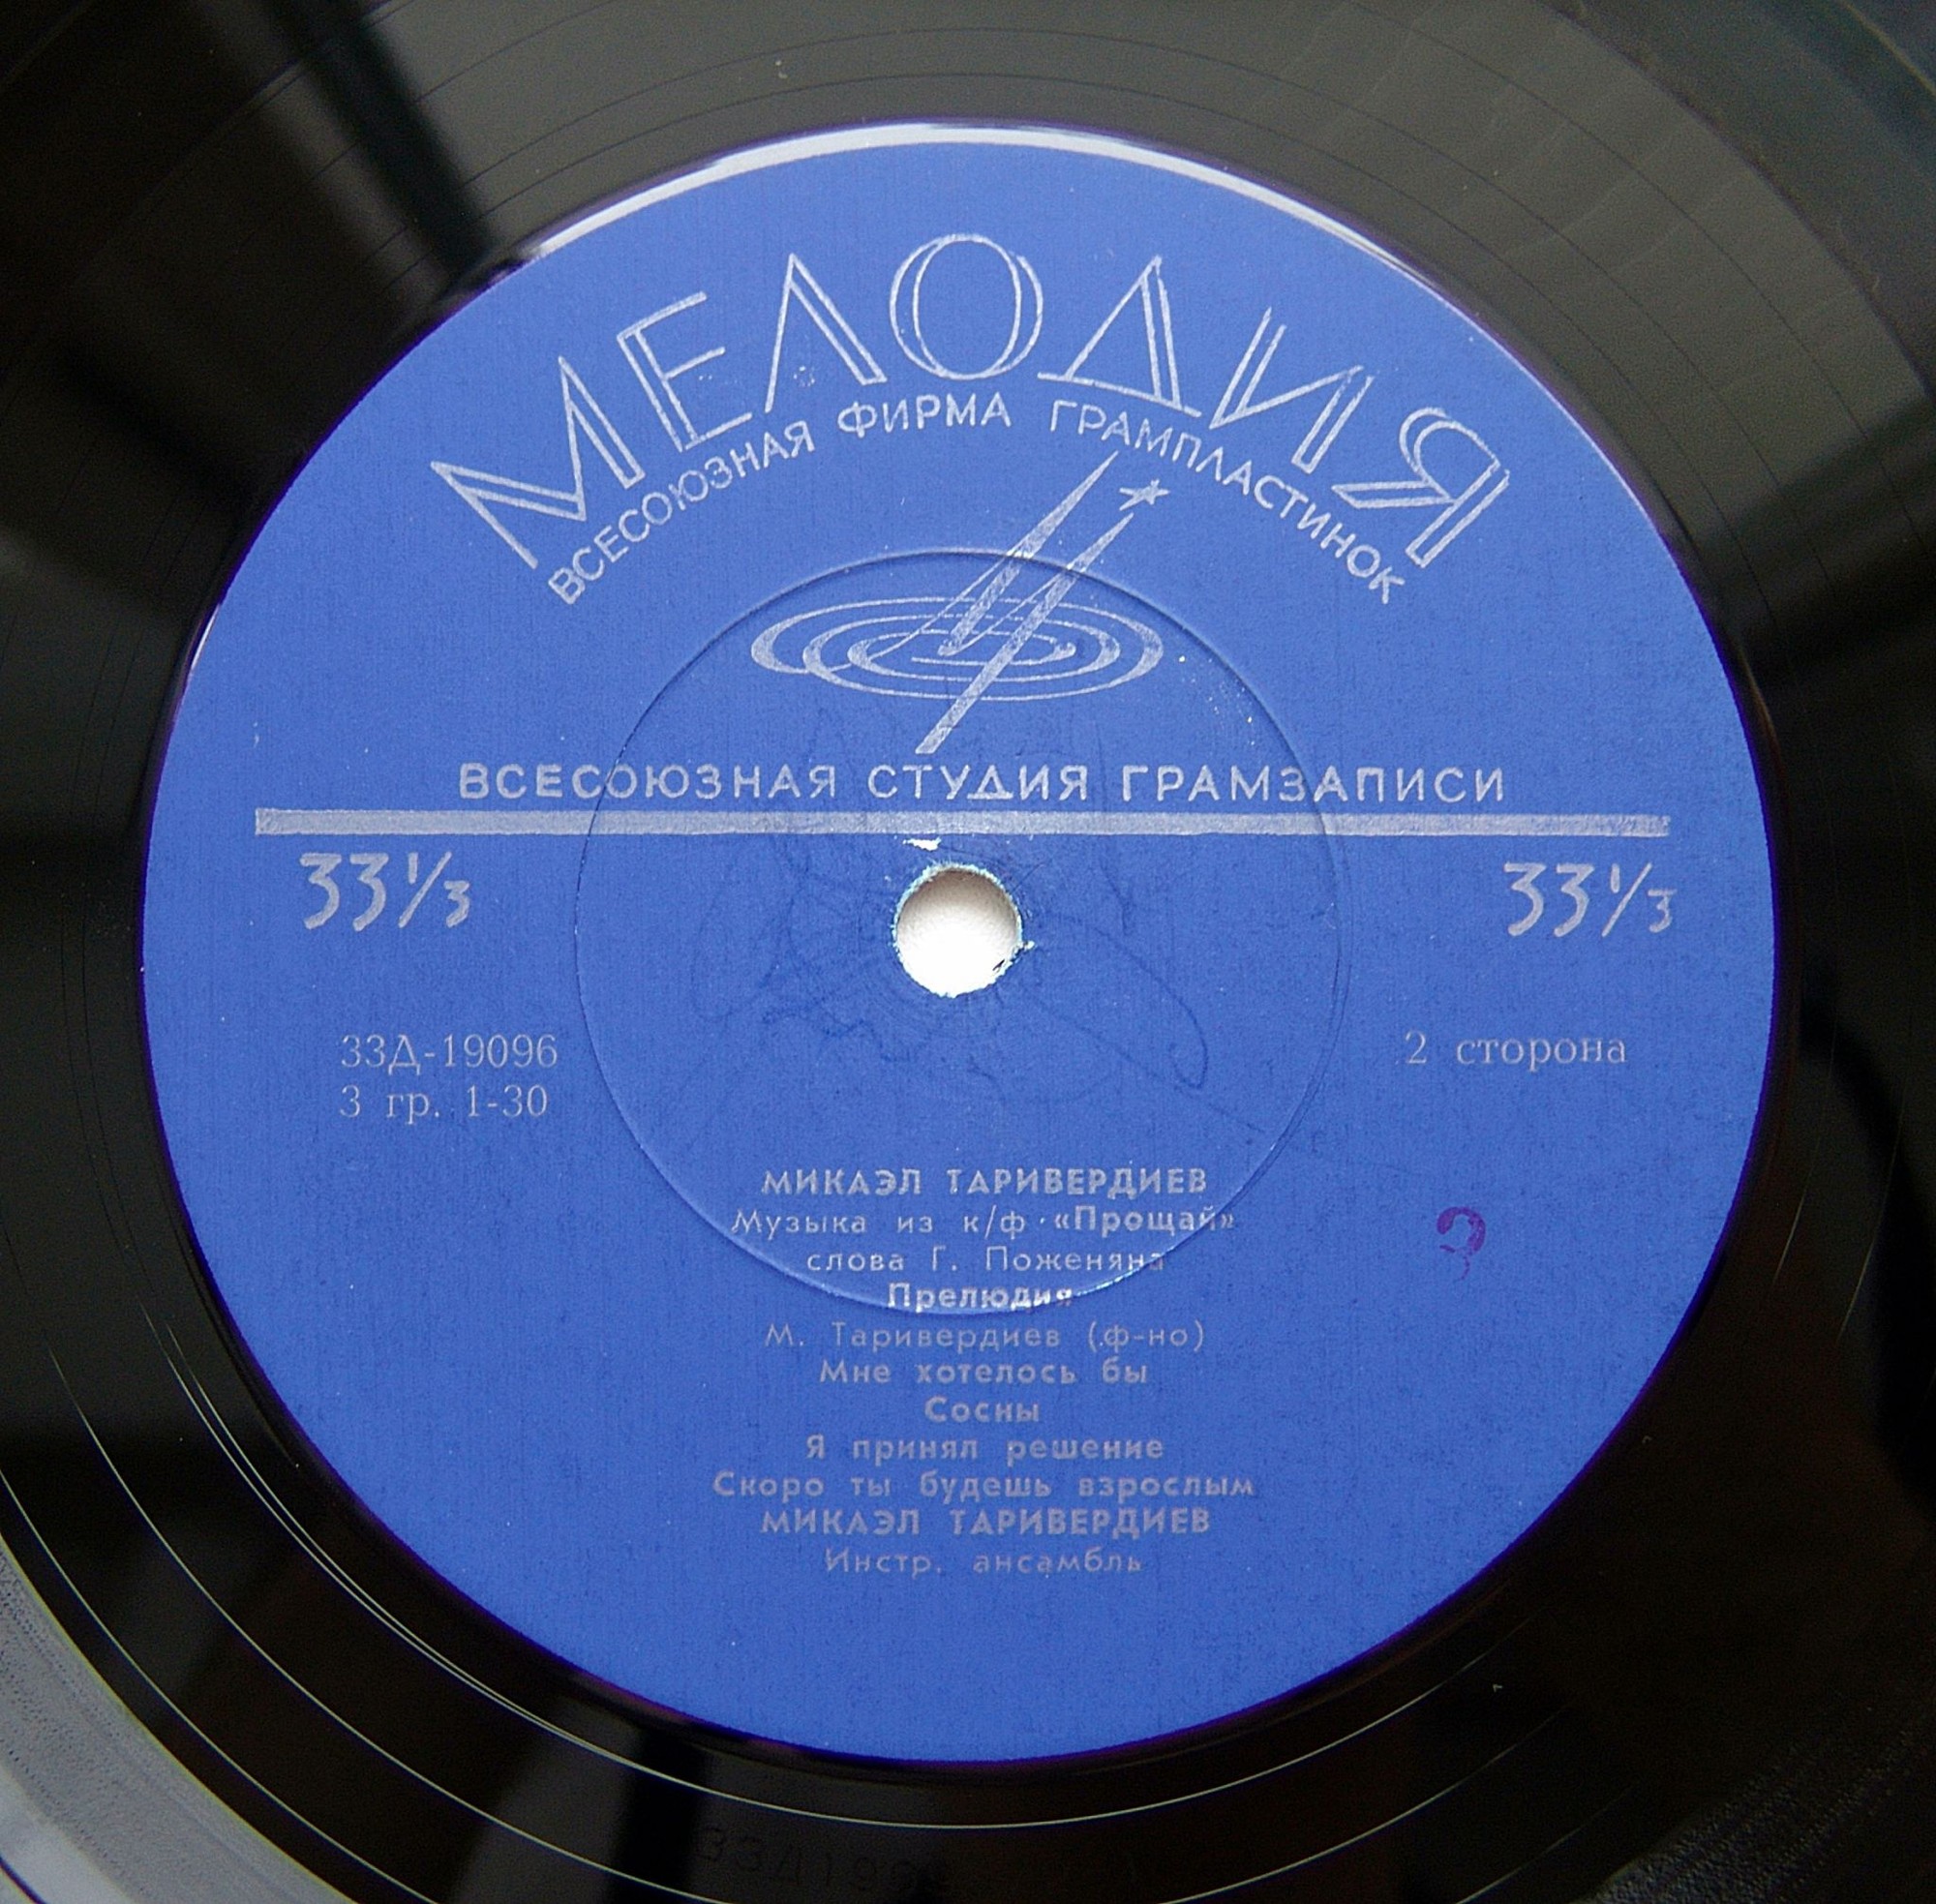 МЕЛОДИЯ
ВСЕСОЮЗНАЯ ФИРМА ГРАМПЛАСТИНОК
ВСЕСОЮЗНАЯ СТУДИЯ ГРАМЗАПИСИ
33⅓ 33⅓
33Д-19096 2 сторона
3 гр. 1-30
МИКАЭЛ ТАРИВЕРДИЕВ
Музыка из к/ф «Прощай»
слова Г. Поженяна
Прелюдия
М. Таривердиев (ф-но)
Мне хотелось бы
Сосны
Я принял решение
Скоро ты будешь взрослым
МИКАЭЛ ТАРИВЕРДИЕВ
Инстр. ансамбль